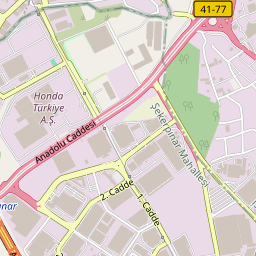 41-77
Honda
Türkiye
A.Ş.
Anadolu Caddesi
Şekerpınar Mahallesi
2. Cadde
1. Cadde